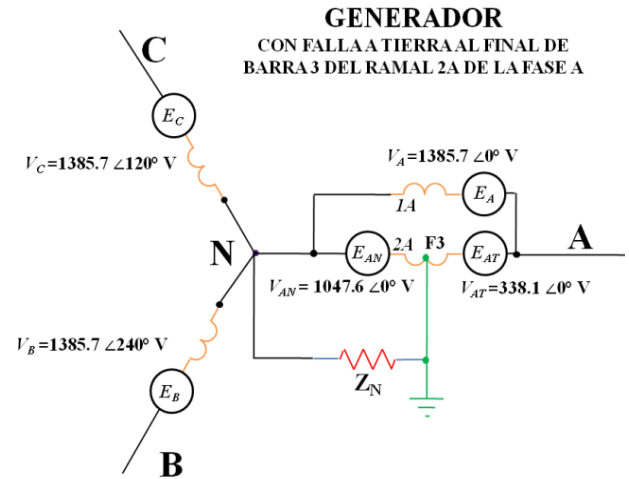 GENERADOR
CON FALLA A TIERRA AL FINAL DE
BARRA 3 DEL RAMAL 2A DE LA FASE A
C
E_C
V_C=1385.7 ∠120° V
V_A=1385.7 ∠0° V
1A
E_A
N
E_AN
2A
F3
E_AT
A
V_AN= 1047.6 ∠0° V
V_AT=338.1 ∠0° V
V_B=1385.7 ∠240° V
Z_N
E_B
B